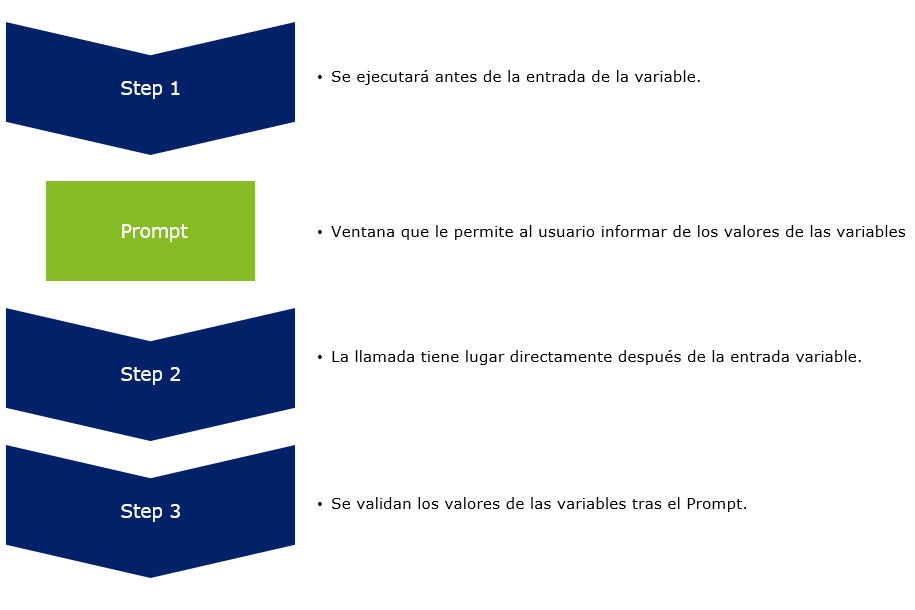 Step 1
• Se ejecutará antes de la entrada de la variable.
Prompt
• Ventana que le permite al usuario informar de los valores de las variables
Step 2
• La llamada tiene lugar directamente después de la entrada variable.
Step 3
• Se validan los valores de las variables tras el Prompt.